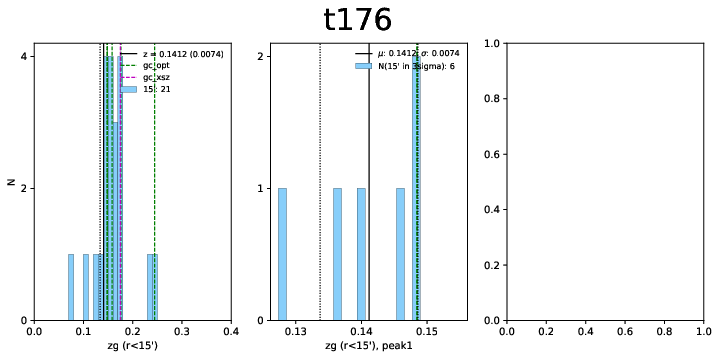 t176
N
4
2
0
0.0 0.1 0.2 0.3 0.4
zg (r<15')
z = 0.1412 (0.0074)
gc_opt
gc_xsz
15': 21
2
1
0
0.13 0.14 0.15
zg (r<15'), peak1
μ: 0.1412, σ: 0.0074
N(15' in 3sigma): 6
1.0
0.8
0.6
0.4
0.2
0.0
0.0 0.2 0.4 0.6 0.8 1.0